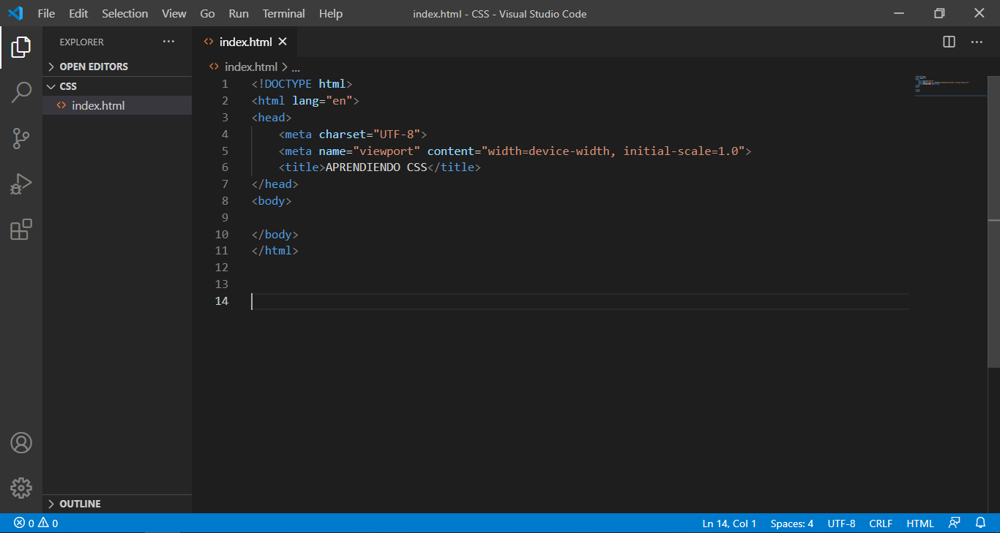 File Edit Selection View Go Run Terminal Help index.html - CSS - Visual Studio Code
EXPLORER ...
OPEN EDITORS
CSS
index.html
OUTLINE
index.html
index.html > ...
1 <!DOCTYPE html>
2 <html lang="en">
3 <head>
4 <meta charset="UTF-8">
5 <meta name="viewport" content="width=device-width, initial-scale=1.0">
6 <title>APRENDIENDO CSS</title>
7 </head>
8 <body>
9
10 </body>
11 </html>
12
13
14
0 0 Ln 14, Col 1 Spaces: 4 UTF-8 CRLF HTML